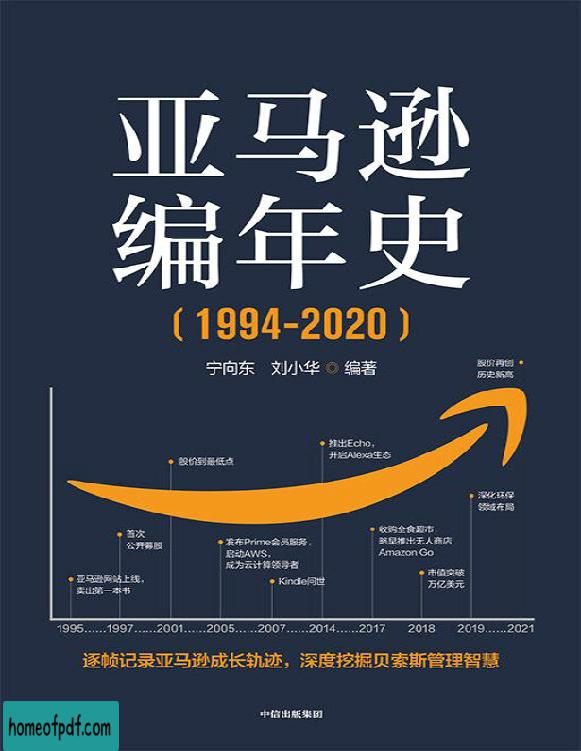 亚马逊
编年史
(1994-2020)
宁向东 刘小华 ◎ 编著
股价再创
历史新高
推出Echo，
开启Alexa生态
股价到最低点
深化环保
领域布局
首次
公开募股
发布Prime会员服务，
启动AWS，
成为云计算领导者
收购全食超市
筹划推出无人商店
Amazon Go
亚马逊网站上线，
卖出第一本书
Kindle问世
市值突破
万亿美元
1995......1997......2001......2005......2007......2014......2017......2018......2019......2021
逐帧记录亚马逊成长轨迹，深度挖掘贝索斯管理智慧
中信出版集团
homeofpdf.com